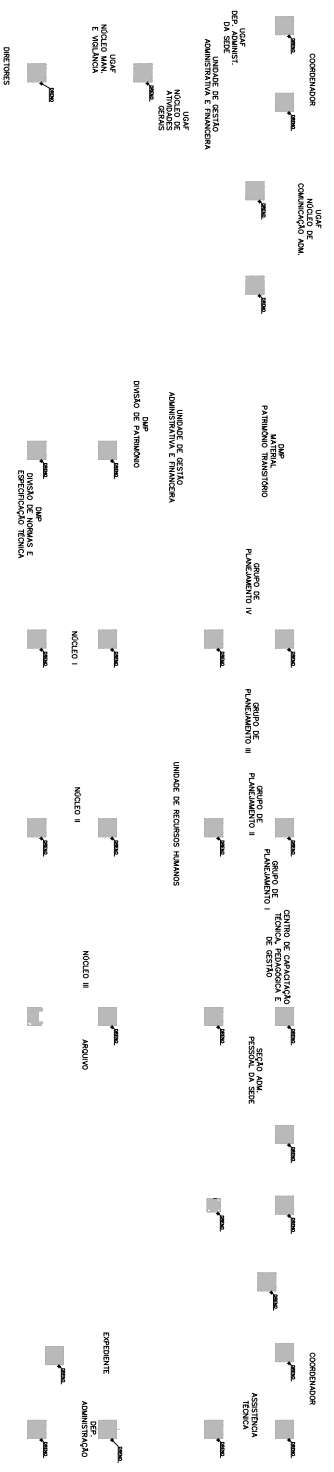 COORDENADOR
UGAF
NÚCLEO DE
COMUNICAÇÃO ADM.
DMP
MATERIAL
PATRIMÔNIO TRANSITÓRIO
GRUPO DE
PLANEJAMENTO IV
GRUPO DE
PLANEJAMENTO III
GRUPO DE
PLANEJAMENTO II
GRUPO DE
PLANEJAMENTO I
CENTRO DE CAPACITAÇÃO
TÉCNICA, PEDAGÓGICA E
DE GESTÃO
SEÇÃO ADM.
PESSOAL DA SEDE
COORDENADOR
ASSISTÊNCIA
TÉCNICA
UGAF
DEP. ADMINIST.
DA SEDE
UNIDADE DE GESTÃO
ADMINISTRATIVA E FINANCEIRA
UGAF
NÚCLEO DE
ATIVIDADES
GERAIS
UNIDADE DE GESTÃO
ADMINISTRATIVA E FINANCEIRA
DMP
DIVISÃO DE PATRIMÔNIO
UNIDADE DE RECURSOS HUMANOS
UGAF
NÚCLEO MAN.
E VIGILÂNCIA
NÚCLEO I
NÚCLEO II
NÚCLEO III
ARQUIVO
EXPEDIENTE
DEP.
ADMINISTRAÇÃO
DIRETORES
DMP
DIVISÃO DE NORMAS E
ESPECIFICAÇÃO TÉCNICA